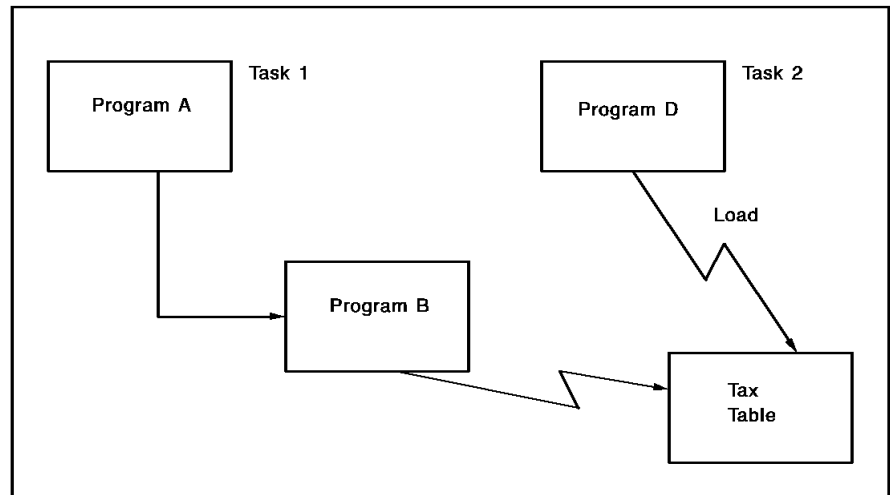 Task 1
Program A
Task 2
Program D
Load
Program B
Tax
Table